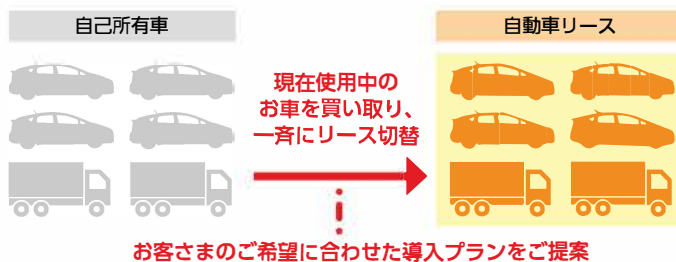 自己所有車
自動車リース
現在使用中の
お車を買い取り、
一斉にリース切替
お客さまのご希望に合わせた導入プランをご提案